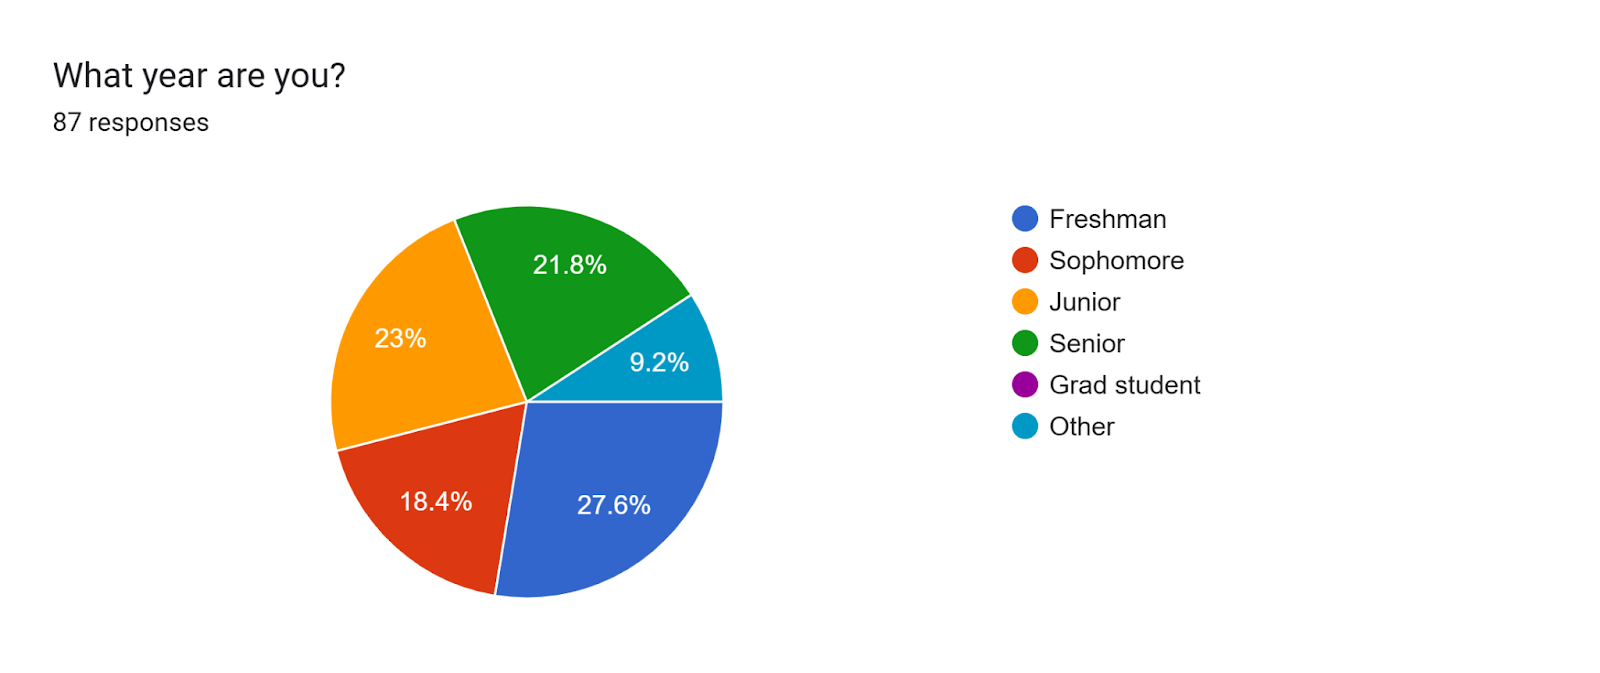 What year are you?
87 responses
21.8%
23%
9.2%
18.4%
27.6%
Freshman
Sophomore
Junior
Senior
Grad student
Other